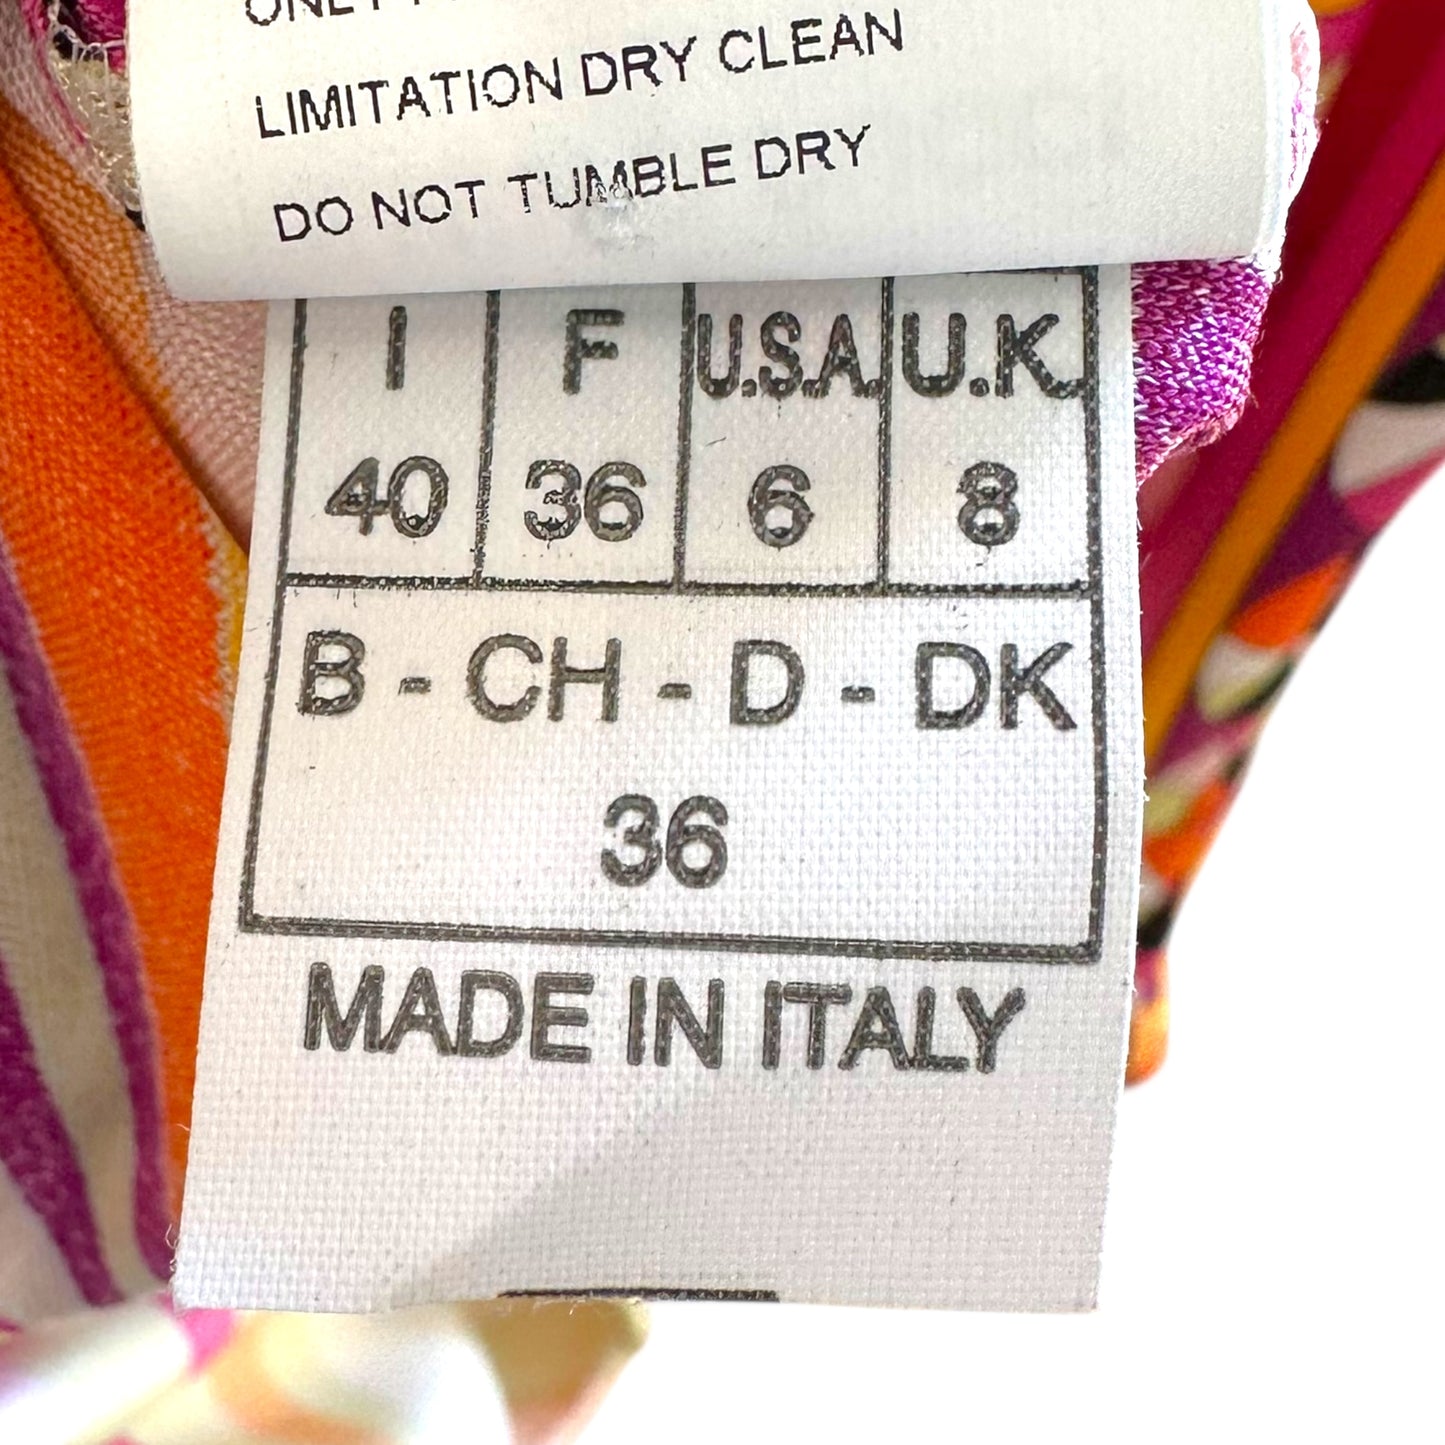 LIMITATION DRY CLEAN
DO NOT TUMBLE DRY
I F U.S.A. U.K.
40 36 6 8
B - CH - D - DK
36
MADE IN ITALY